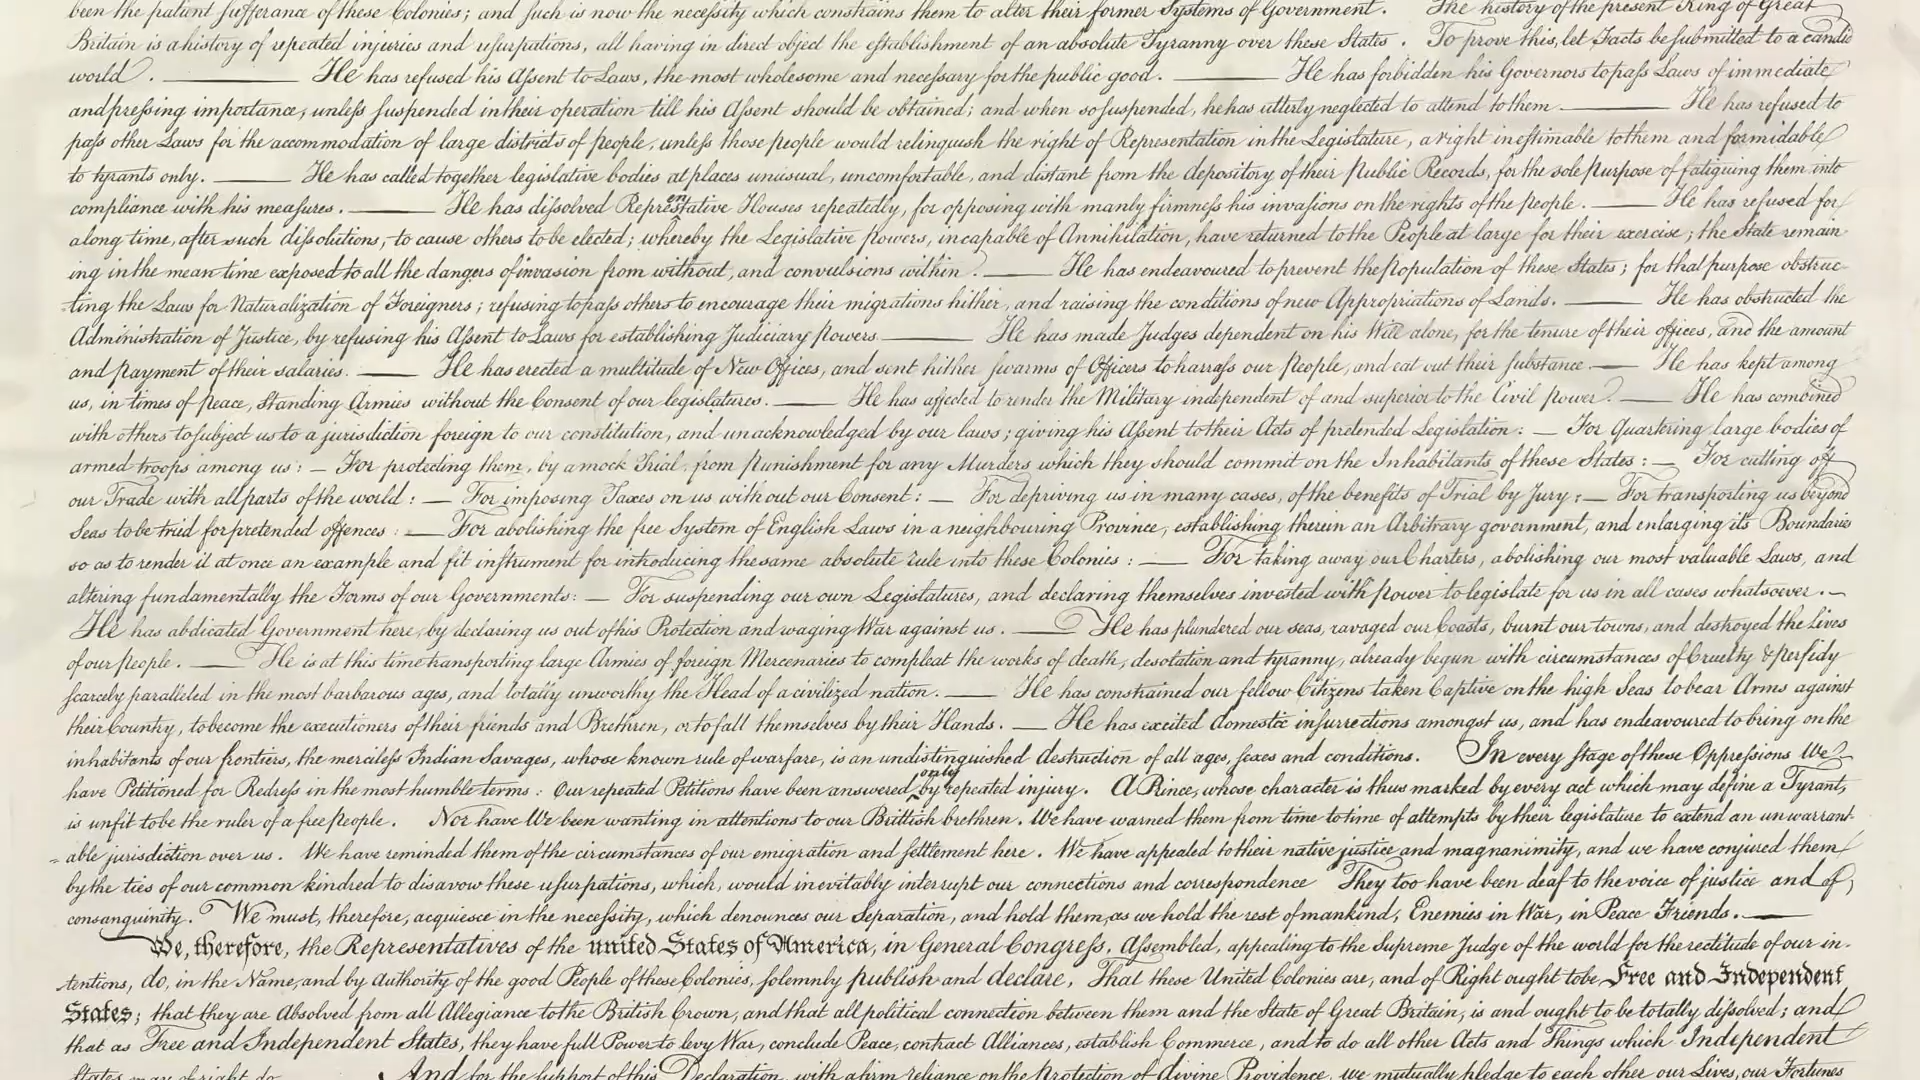 been the patient sufferance of these Colonies; and such is now the necessity which constrains them to alter their former Systems of Government. The history of the present King of Great
Britain is a history of repeated injuries and usurpations, all having in direct object the establishment of an absolute Tyranny over these States. To prove this, let Facts be submitted to a candid
world. — He has refused his Assent to Laws, the most wholesome and necessary for the public good. — He has forbidden his Governors to pass Laws of immediate
and pressing importance, unless suspended in their operation till his Assent should be obtained; and when so suspended, he has utterly neglected to attend to them. — He has refused to
pass other Laws for the accommodation of large districts of people, unless those people would relinquish the right of Representation in the Legislature, a right inestimable to them and formidable
to tyrants only. — He has called together legislative bodies at places unusual, uncomfortable, and distant from the depository of their Public Records, for the sole purpose of fatiguing them into
compliance with his measures. — He has dissolved Representative Houses repeatedly, for opposing with manly firmness his invasions on the rights of the people. — He has refused for
a long time, after such dissolutions, to cause others to be elected; whereby the Legislative powers, incapable of Annihilation, have returned to the People at large for their exercise; the State remain-
ing in the mean time exposed to all the dangers of invasion from without, and convulsions within. — He has endeavoured to prevent the population of these States; for that purpose obstruc-
ting the Laws for Naturalization of Foreigners; refusing to pass others to encourage their migrations hither, and raising the conditions of new Appropriations of Lands. — He has obstructed the
Administration of Justice, by refusing his Assent to Laws for establishing Judiciary powers. — He has made Judges dependent on his Will alone, for the tenure of their offices, and the amount
and payment of their salaries. — He has erected a multitude of New Offices, and sent hither swarms of Officers to harrass our People, and eat out their substance. — He has kept among
us, in times of peace, Standing Armies without the Consent of our legislatures. — He has affected to render the Military independent of and superior to the Civil power. — He has combined
with others to subject us to a jurisdiction foreign to our constitution, and unacknowledged by our laws; giving his Assent to their Acts of pretended Legislation: — For Quartering large bodies of
armed troops among us: — For protecting them, by a mock Trial, from punishment for any Murders which they should commit on the Inhabitants of these States: — For cutting off
our Trade with all parts of the world: — For imposing Taxes on us without our Consent: — For depriving us in many cases, of the benefits of Trial by Jury: — For transporting us beyond
Seas to be tried for pretended offences: — For abolishing the free System of English Laws in a neighbouring Province, establishing therein an Arbitrary government, and enlarging its Boundaries
so as to render it at once an example and fit instrument for introducing the same absolute rule into these Colonies: — For taking away our Charters, abolishing our most valuable Laws, and
altering fundamentally the Forms of our Governments: — For suspending our own Legislatures, and declaring themselves invested with power to legislate for us in all cases whatsoever. —
He has abdicated Government here, by declaring us out of his Protection and waging War against us. — He has plundered our seas, ravaged our Coasts, burnt our towns, and destroyed the lives
of our people. — He is at this time transporting large Armies of foreign Mercenaries to compleat the works of death, desolation and tyranny, already begun with circumstances of Cruelty & perfidy
scarcely paralleled in the most barbarous ages, and totally unworthy the Head of a civilized nation. — He has constrained our fellow Citizens taken Captive on the high Seas to bear Arms against
their Country, to become the executioners of their friends and Brethren, or to fall themselves by their Hands. — He has excited domestic insurrections amongst us, and has endeavoured to bring on the
inhabitants of our frontiers, the merciless Indian Savages, whose known rule of warfare, is an undistinguished destruction of all ages, sexes and conditions. In every stage of these Oppressions We
have Petitioned for Redress in the most humble terms: Our repeated Petitions have been answered only by repeated injury. A Prince, whose character is thus marked by every act which may define a Tyrant,
is unfit to be the ruler of a free people. Nor have We been wanting in attentions to our Brittish brethren. We have warned them from time to time of attempts by their legislature to extend an unwarrant-
able jurisdiction over us. We have reminded them of the circumstances of our emigration and settlement here. We have appealed to their native justice and magnanimity, and we have conjured them
by the ties of our common kindred to disavow these usurpations, which, would inevitably interrupt our connections and correspondence They too have been deaf to the voice of justice and of
consanguinity. We must, therefore, acquiesce in the necessity, which denounces our Separation, and hold them, as we hold the rest of mankind, Enemies in War, in Peace Friends. —
We, therefore, the Representatives of the united States of America, in General Congress, Assembled, appealing to the Supreme Judge of the world for the rectitude of our in-
tentions, do, in the Name, and by Authority of the good People of these Colonies, solemnly publish and declare, That these United Colonies are, and of Right ought to be Free and Independent
States; that they are Absolved from all Allegiance to the British Crown, and that all political connection between them and the State of Great Britain, is and ought to be totally dissolved; and
that as Free and Independent States, they have full Power to levy War, conclude Peace, contract Alliances, establish Commerce, and to do all other Acts and Things which Independent
States may of right do. And for the support of this Declaration, with a firm reliance on the Protection of divine Providence, we mutually pledge to each other our Lives, our Fortunes